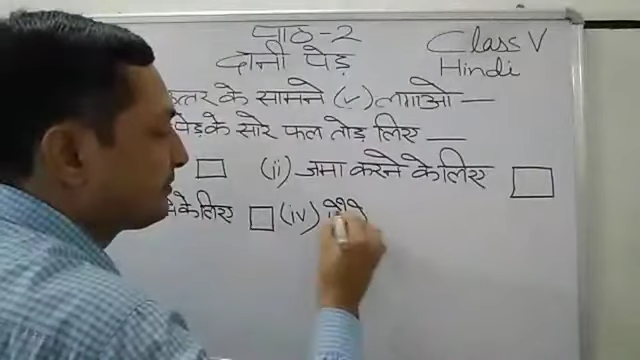 पाठ-2 Class V
दानी पेड़ Hindi
उत्तर के सामने (✓) लगाओ —
पेड़ के सारे फल तोड़ लिए —
(ii) जमा करने के लिए
के लिए (iv)